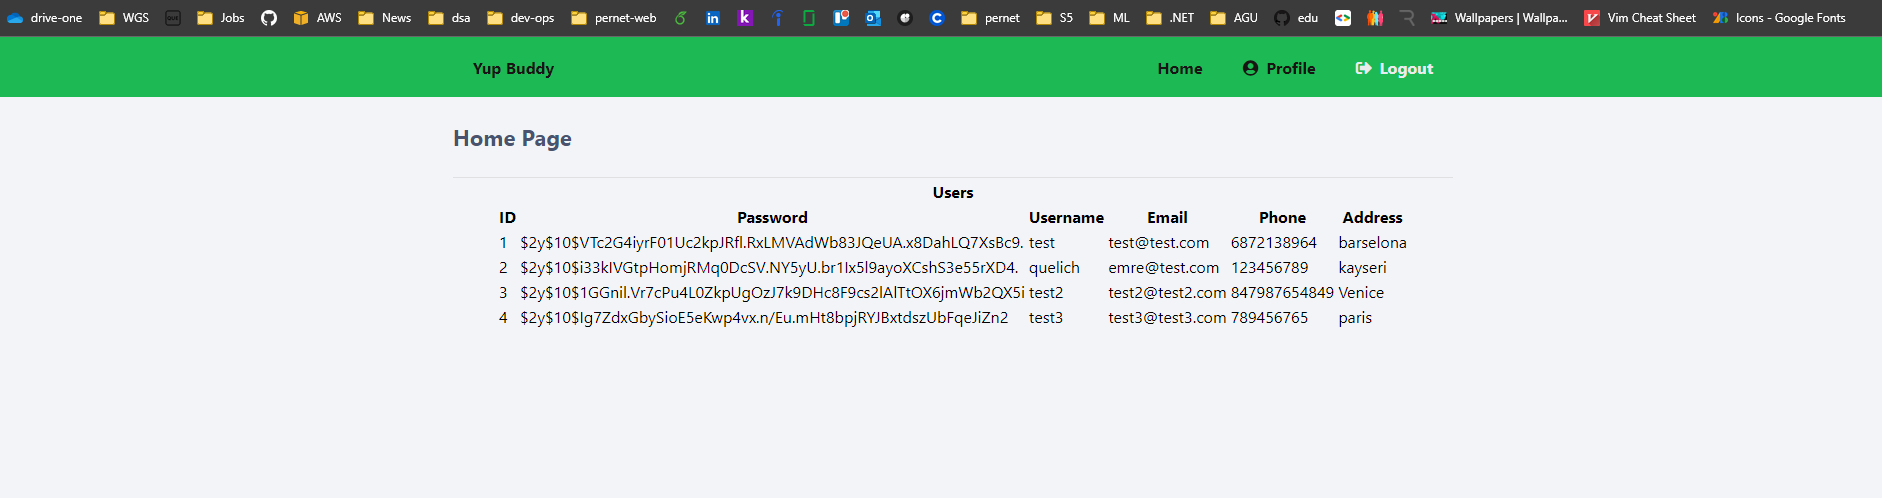 drive-one WGS Jobs AWS News dsa dev-ops pernet-web pernet S5 ML .NET AGU edu Wallpapers | Wallpa... Vim Cheat Sheet Icons - Google Fonts
Yup Buddy Home Profile Logout
Home Page
Users
ID Password Username Email Phone Address
1 $2y$10$VTc2G4iyrF01Uc2kpJRfl.RxLMVAdWb83JQeUA.x8DahLQ7XsBc9. test test@test.com 6872138964 barselona
2 $2y$10$i33kIVGtpHomjRMq0DcSV.NY5yU.br1Ix5l9ayoXCshS3e55rXD4. quelich emre@test.com 123456789 kayseri
3 $2y$10$1GGnil.Vr7cPu4L0ZkpUgOzJ7k9DHc8F9cs2lAlTtOX6jmWb2QX5i test2 test2@test2.com 847987654849 Venice
4 $2y$10$Ig7ZdxGbySioE5eKwp4vx.n/Eu.mHt8bpjRYJBxtdszUbFqeJiZn2 test3 test3@test3.com 789456765 paris